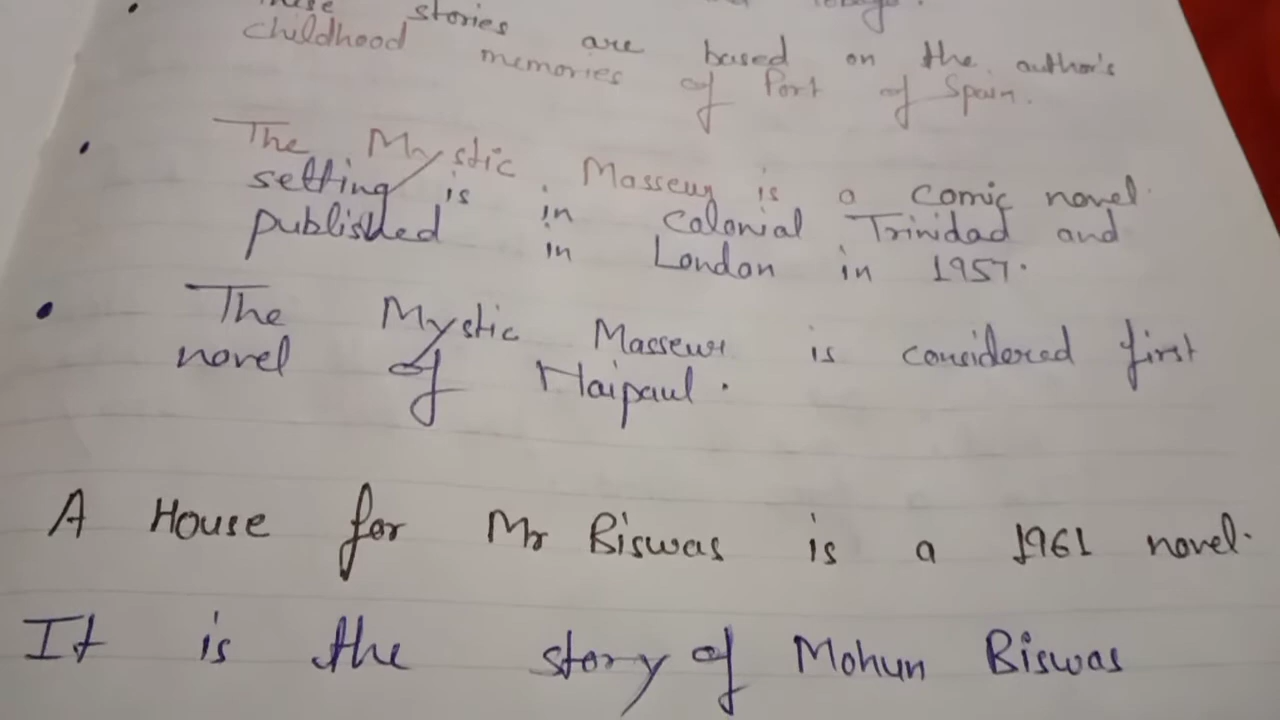 stories are based on the author's
childhood memories of Port of Spain.
The Mystic Masseur is a comic novel.
setting is in colonial Trinidad and
published in London in 1957.
The Mystic Masseur is considered first
novel of Naipaul.
A House for Mr Biswas is a 1961 novel.
It is the story of Mohun Biswas